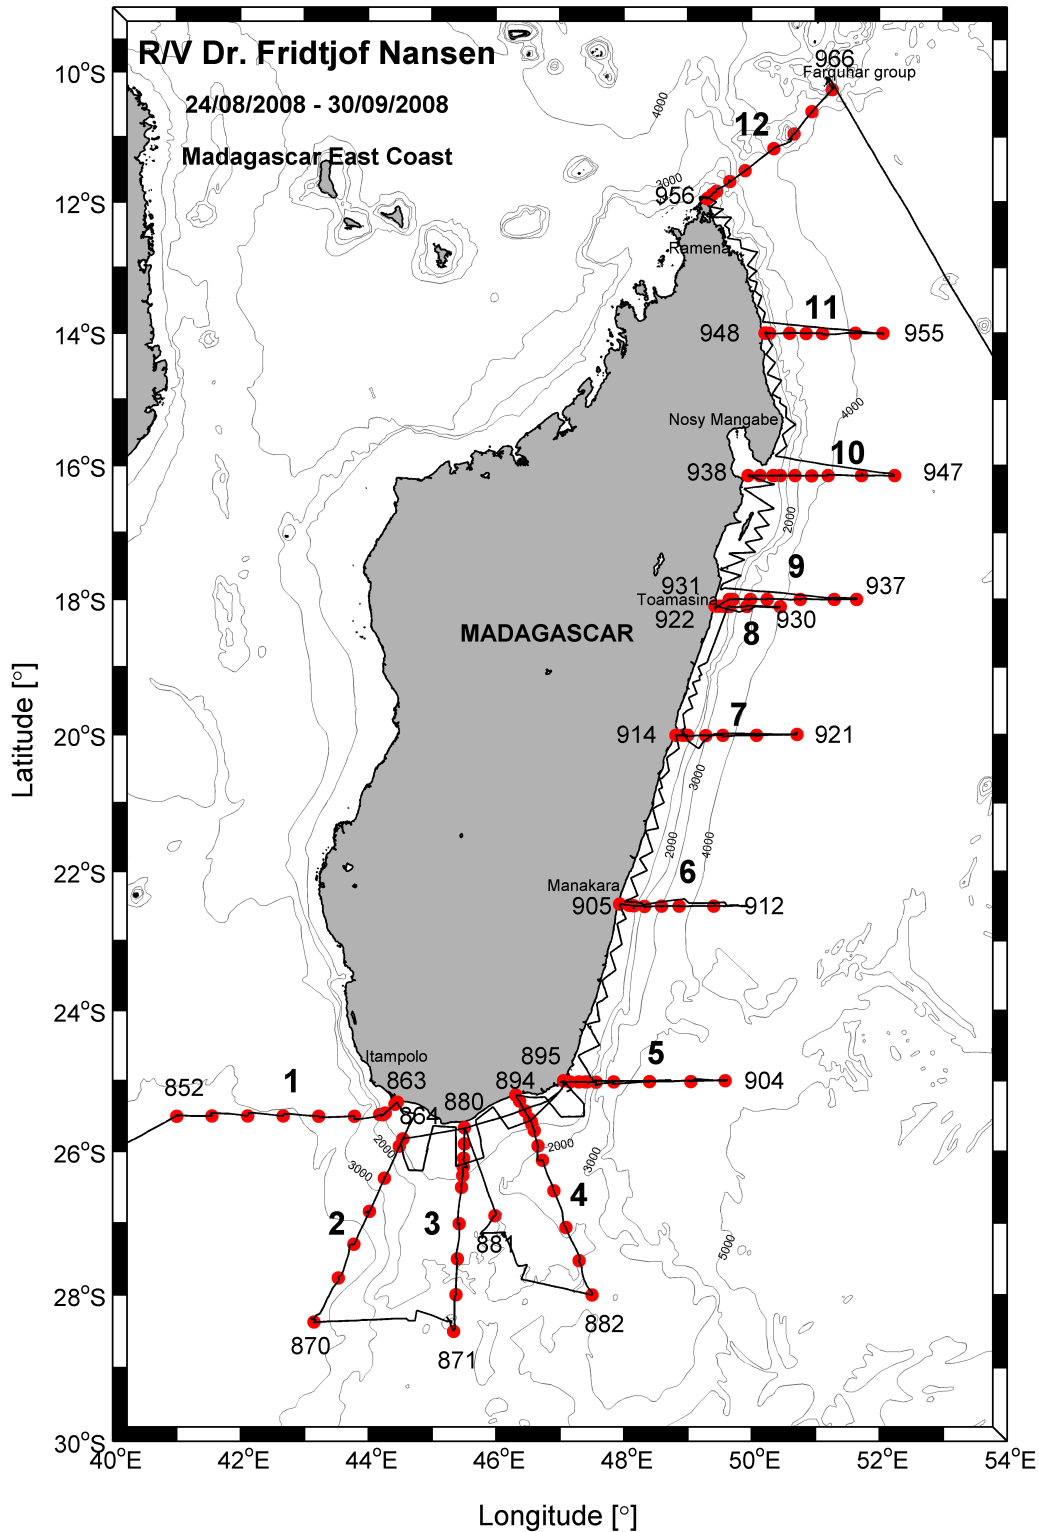 R/V Dr. Fridtjof Nansen
24/08/2008 - 30/09/2008
Madagascar East Coast
966
Farquhar group
10°S
4000
12
3000
956
12°S
Ramena
11
948
955
14°S
4000
Nosy Mangabe
10
938
947
16°S
2000
9
931
937
18°S
Toamasina
922
930
8
MADAGASCAR
7
914
921
20°S
3000
2000
4000
6
22°S
Manakara
905
912
24°S
Itampolo
895
5
1
863
894
904
852
864
880
26°S
2000
2000
3000
3000
4
2
3
881
5000
28°S
870
882
871
30°S
40°E
42°E
44°E
46°E
48°E
50°E
52°E
54°E
Latitude [°]
Longitude [°]